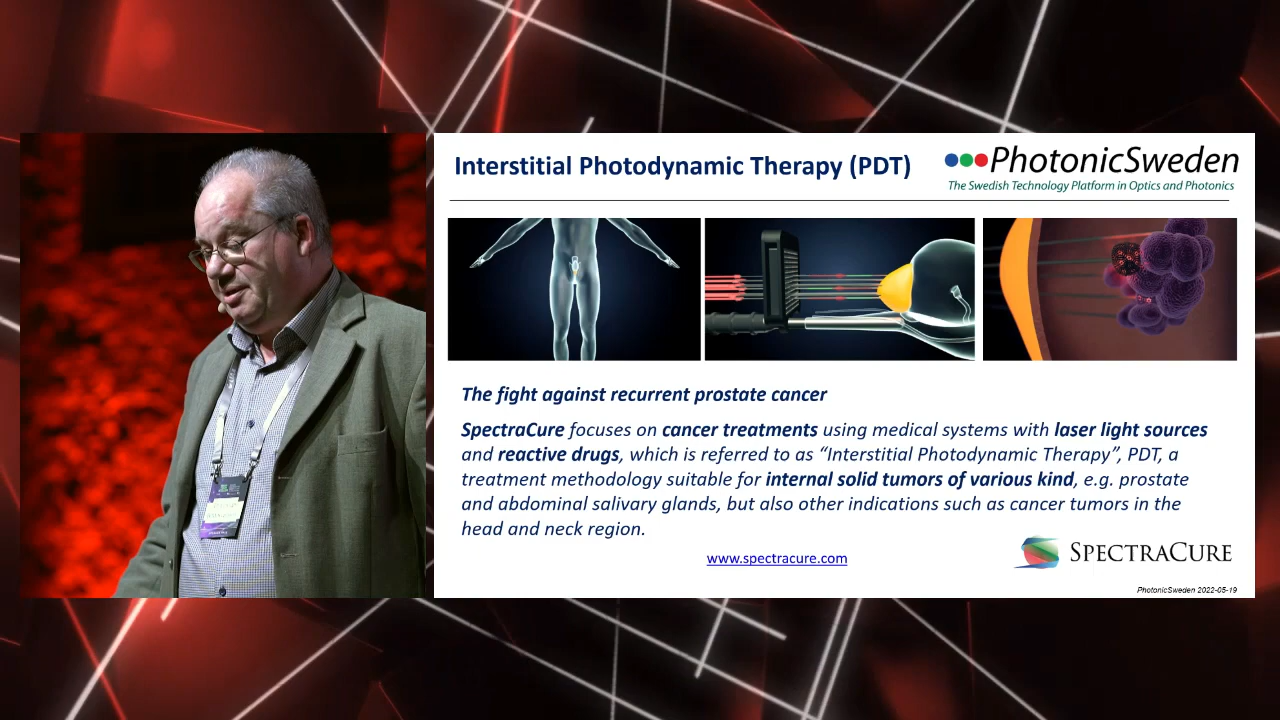 Interstitial Photodynamic Therapy (PDT)
PhotonicSweden
The Swedish Technology Platform in Optics and Photonics
The fight against recurrent prostate cancer
SpectraCure focuses on cancer treatments using medical systems with laser light sources
and reactive drugs, which is referred to as “Interstitial Photodynamic Therapy”, PDT, a
treatment methodology suitable for internal solid tumors of various kind, e.g. prostate
and abdominal salivary glands, but also other indications such as cancer tumors in the
head and neck region.
www.spectracure.com
SPECTRACURE
PhotonicSweden 2022-05-19